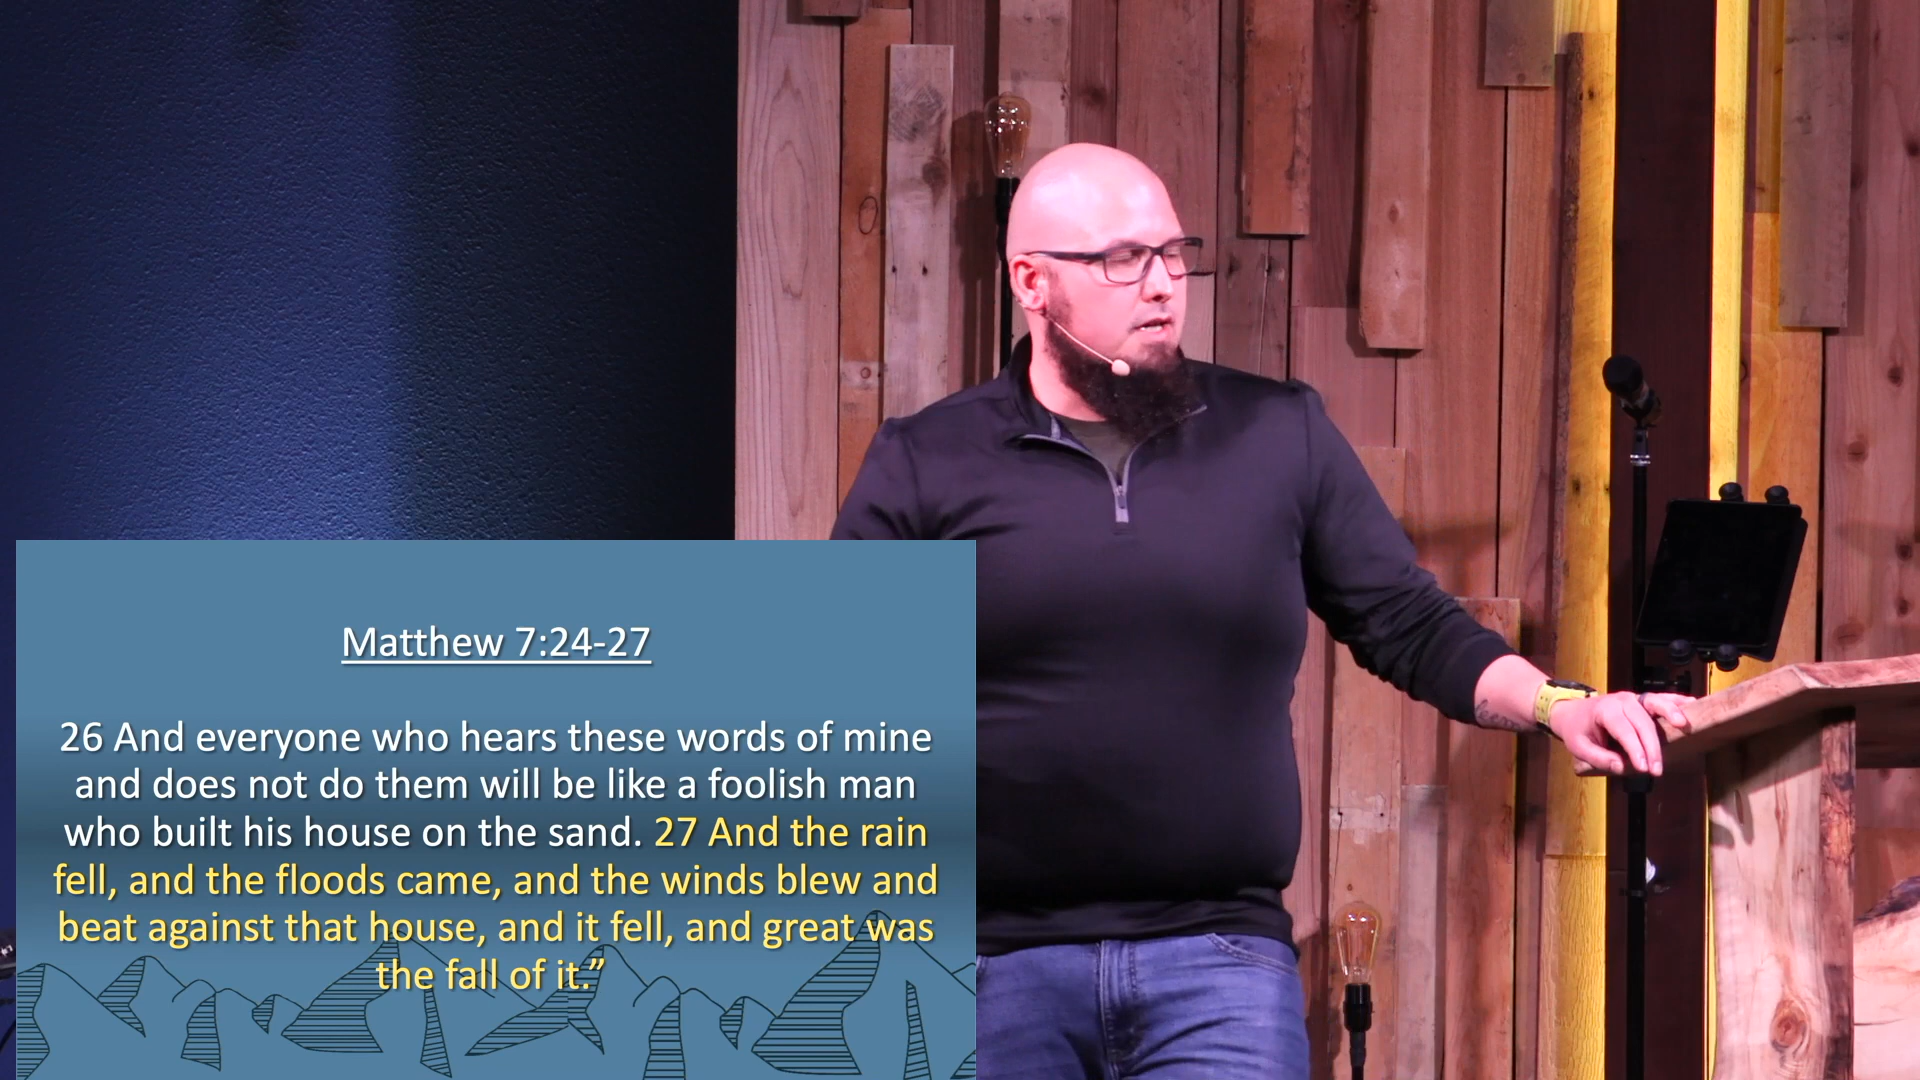 Matthew 7:24-27
26 And everyone who hears these words of mine
and does not do them will be like a foolish man
who built his house on the sand. 27 And the rain
fell, and the floods came, and the winds blew and
beat against that house, and it fell, and great was
the fall of it.”